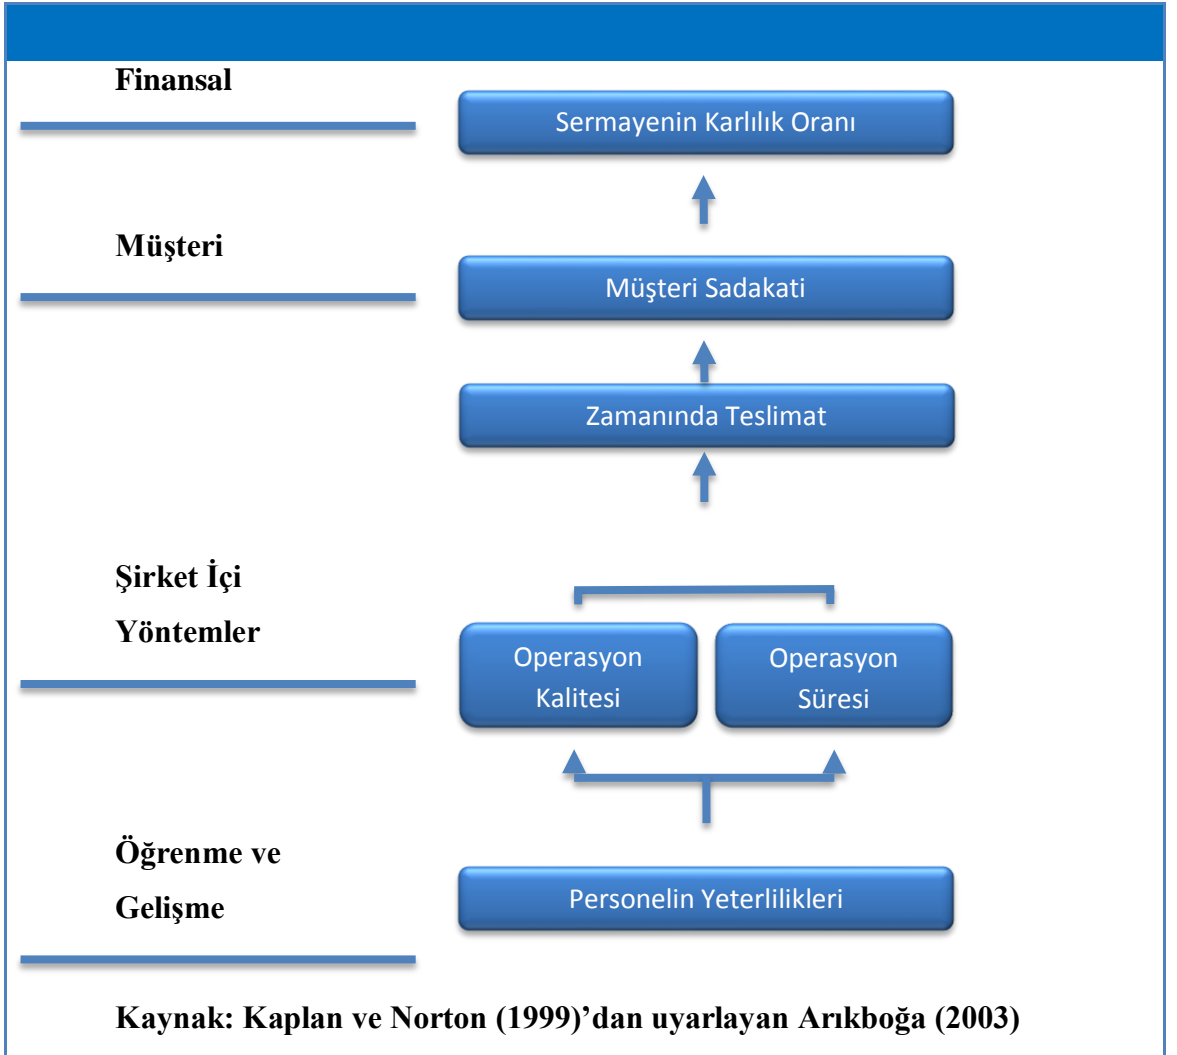 Finansal
Sermayenin Karlılık Oranı
Müşteri
Müşteri Sadakati
Zamanında Teslimat
Şirket İçi
Yöntemler
Operasyon
Kalitesi
Operasyon
Süresi
Öğrenme ve
Gelişme
Personelin Yeterlilikleri
Kaynak: Kaplan ve Norton (1999)’dan uyarlayan Arıkboğa (2003)